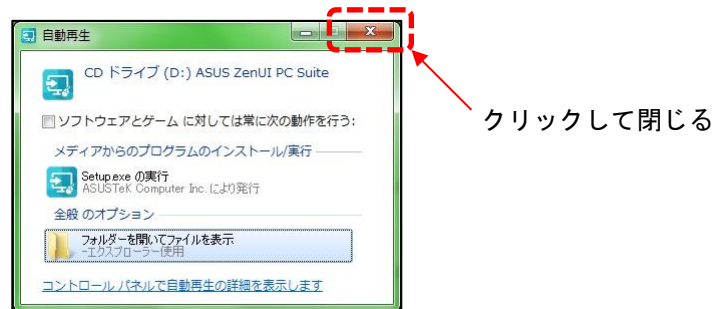 自動再生
CD ドライブ (D:) ASUS ZenUI PC Suite
ソフトウェアとゲーム に対しては常に次の動作を行う:
メディアからのプログラムのインストール/実行
Setup.exe の実行
ASUSTeK Computer Inc. により発行
全般 のオプション
フォルダーを開いてファイルを表示
-エクスプローラー使用
コントロール パネルで自動再生の詳細を表示します
クリックして閉じる